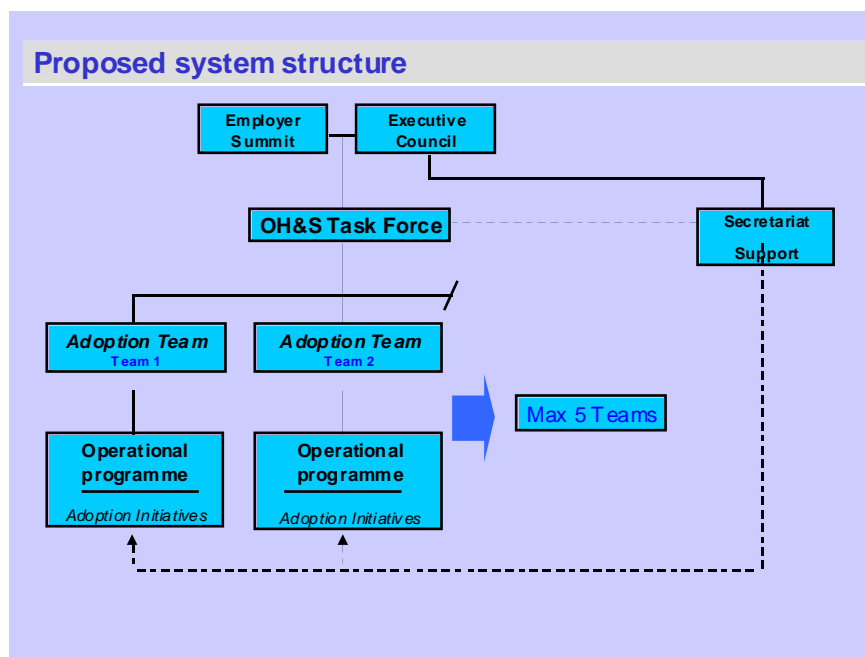 Proposed system structure
Employer
Summit
Executive
Council
OH&S Task Force
Secretariat
Support
Adoption Team
Team 1
Adoption Team
Team 2
Max 5 Teams
Operational
programme
Adoption Initiatives
Operational
programme
Adoption Initiatives